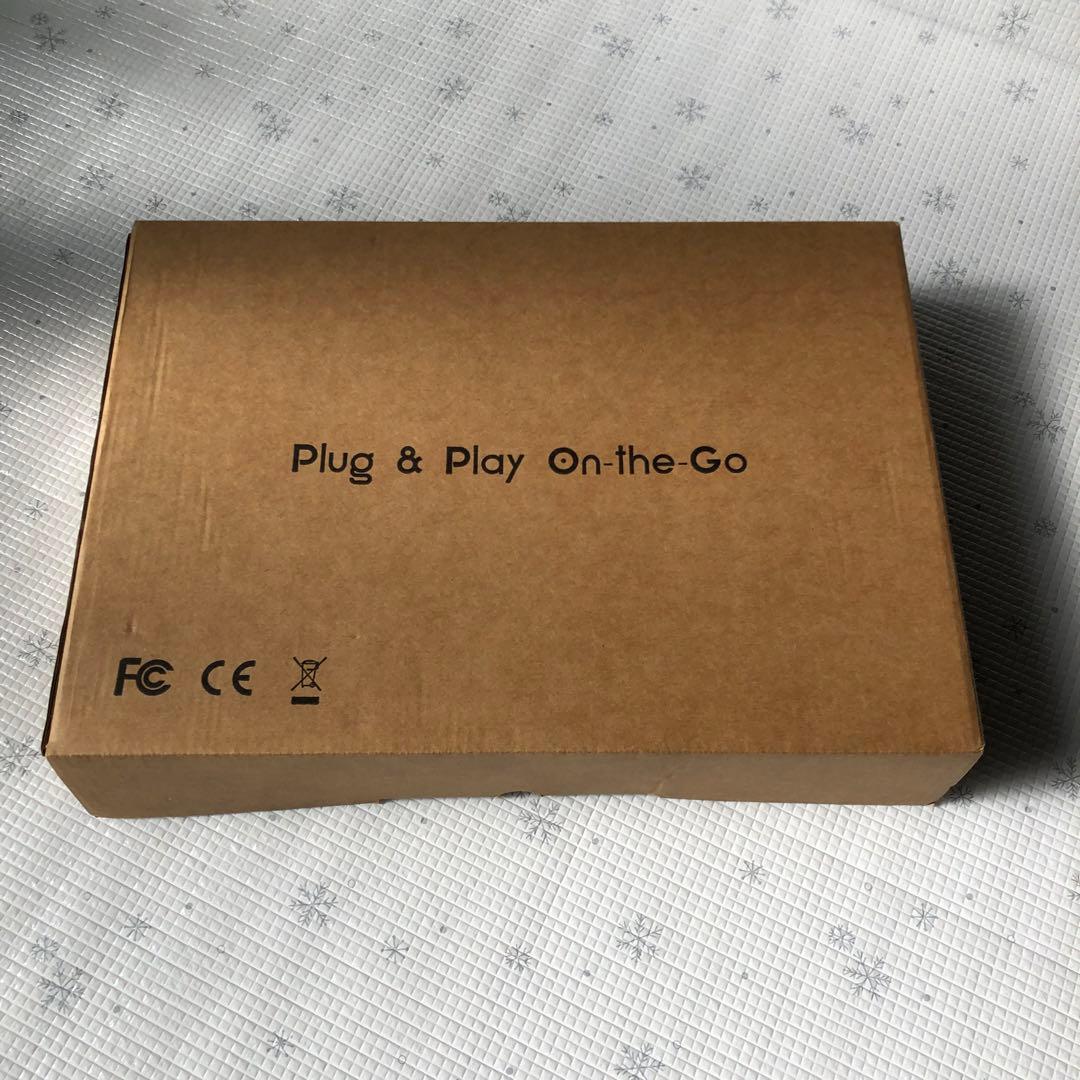 Plug & Play On-the-Go
FC CE